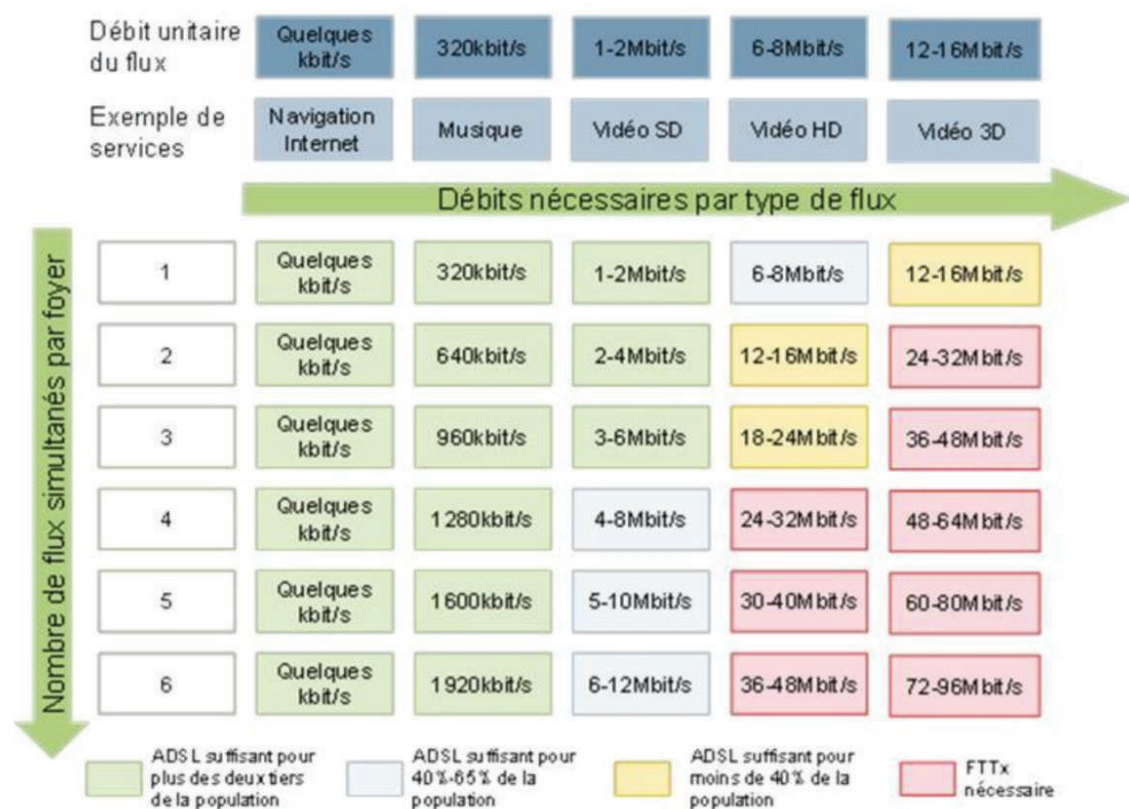 Débit unitaire
du flux
Quelques
kbit/s
320kbit/s
1-2Mbit/s
6-8Mbit/s
12-16Mbit/s
Exemple de
services
Navigation
Internet
Musique
Vidéo SD
Vidéo HD
Vidéo 3D
Débits nécessaires par type de flux
Nombre de flux simultanés par foyer
1
Quelques
kbit/s
320kbit/s
1-2Mbit/s
6-8Mbit/s
12-16Mbit/s
2
Quelques
kbit/s
640kbit/s
2-4Mbit/s
12-16Mbit/s
24-32Mbit/s
3
Quelques
kbit/s
960kbit/s
3-6Mbit/s
18-24Mbit/s
36-48Mbit/s
4
Quelques
kbit/s
1280kbit/s
4-8Mbit/s
24-32Mbit/s
48-64Mbit/s
5
Quelques
kbit/s
1600kbit/s
5-10Mbit/s
30-40Mbit/s
60-80Mbit/s
6
Quelques
kbit/s
1920kbit/s
6-12Mbit/s
36-48Mbit/s
72-96Mbit/s
ADSL suffisant pour
plus des deux tiers
de la population
ADSL suffisant pour
40%-65% de la
population
ADSL suffisant pour
moins de 40% de la
population
FTTx
nécessaire